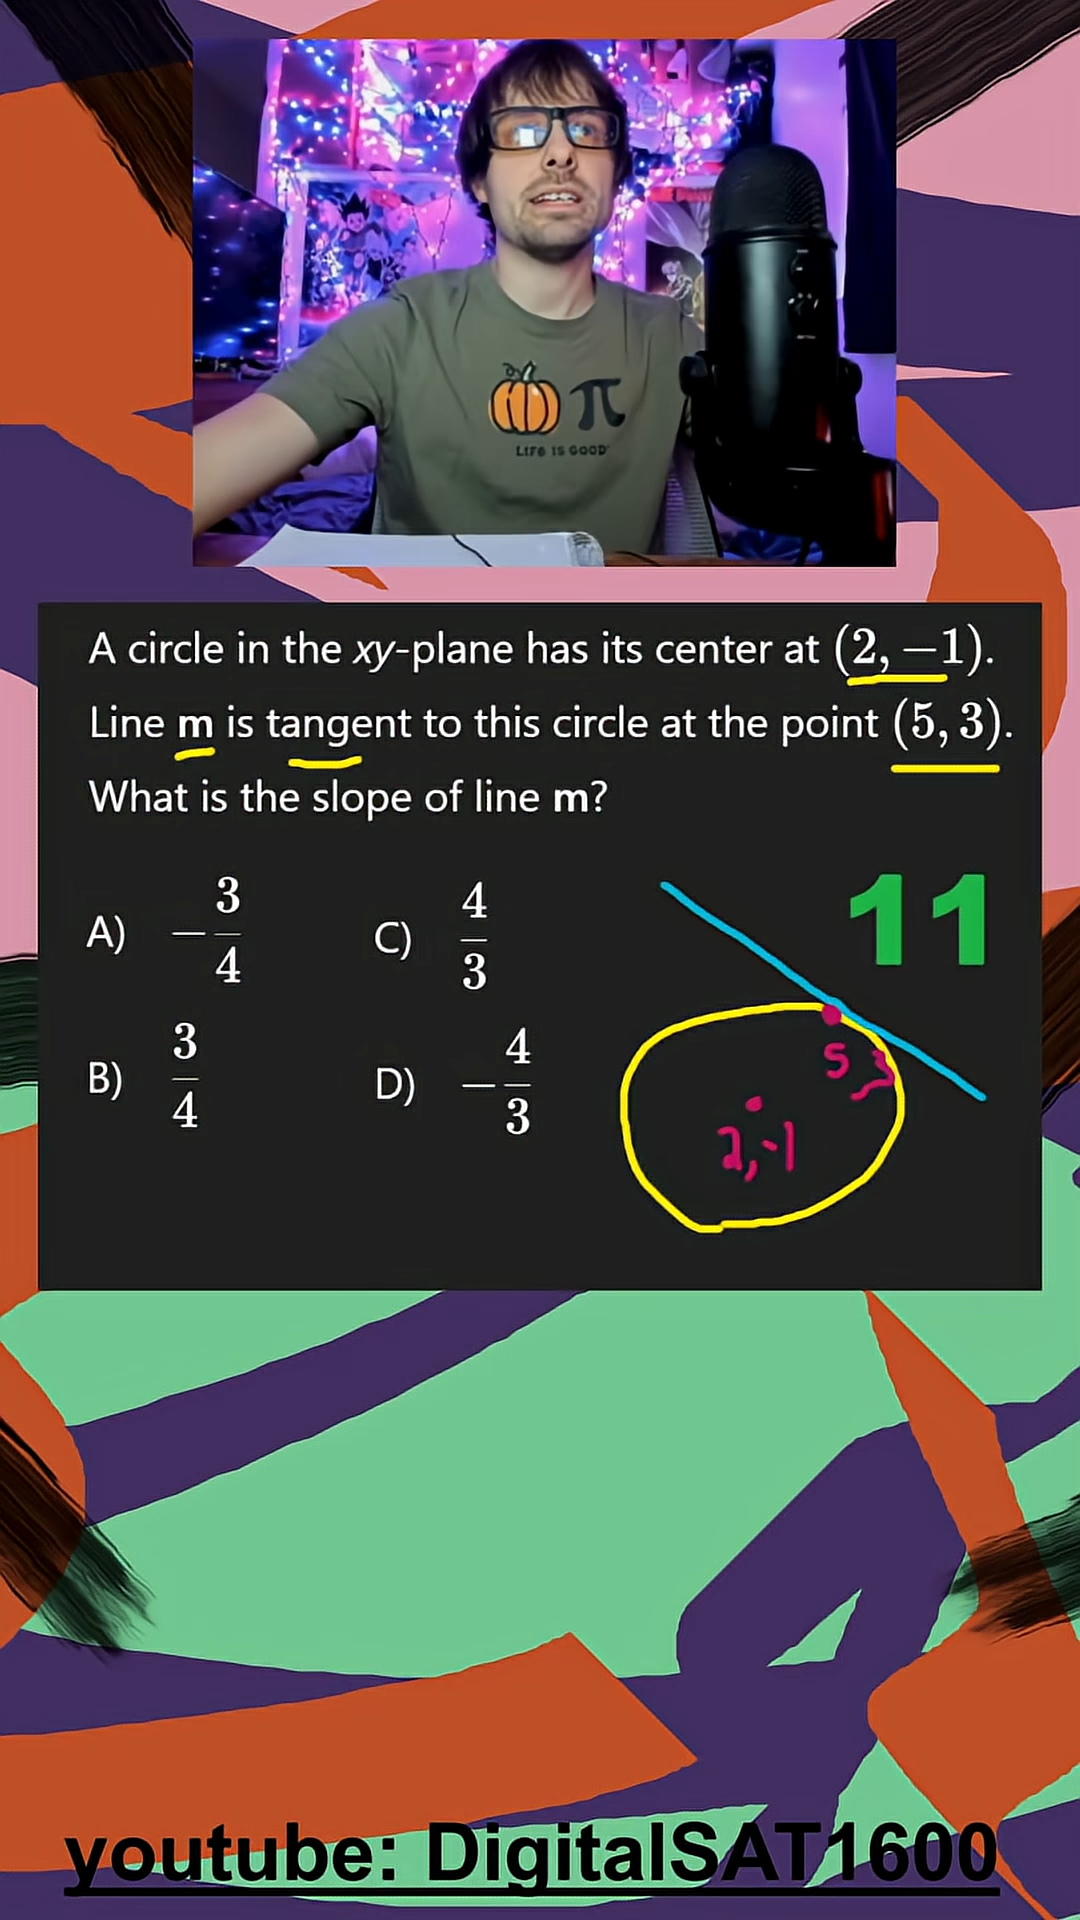 π
LIFE IS GOOD
A circle in the xy-plane has its center at (2, −1).
Line m is tangent to this circle at the point (5, 3).
What is the slope of line m?
A) −3/4
C) 4/3
11
B) 3/4
D) −4/3
5, 3
2, -1
youtube: DigitalSAT1600